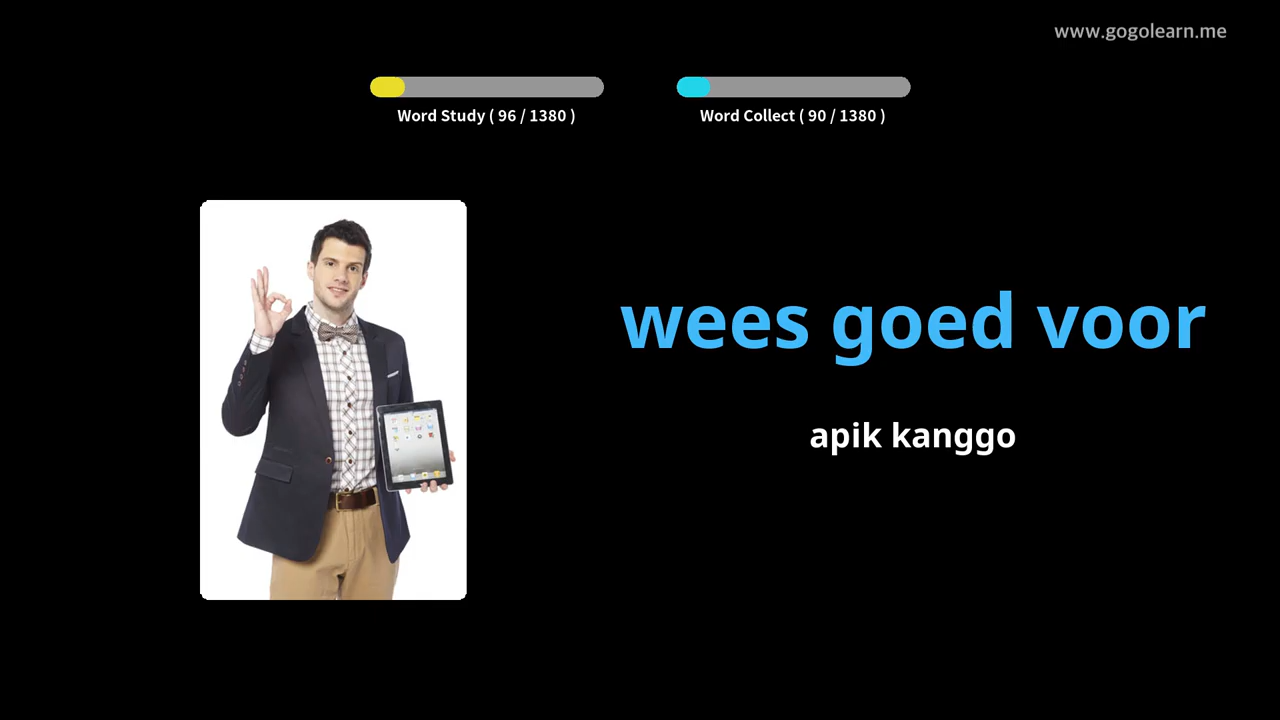 www.gogolearn.me
Word Study ( 96 / 1380 )
Word Collect ( 90 / 1380 )
wees goed voor
apik kanggo